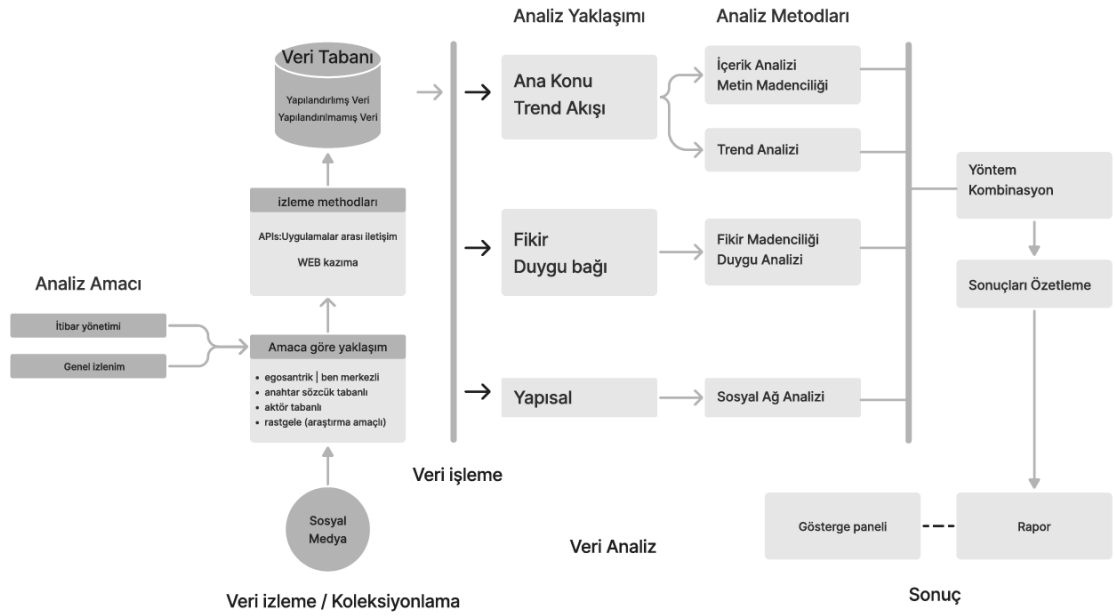 Analiz Yaklaşımı
Analiz Metodları
Veri Tabanı
Yapılandırlımş Veri
Yapılandırılmamış Veri
Ana Konu
Trend Akışı
İçerik Analizi
Metin Madenciliği
Trend Analizi
izleme methodları
APIs:Uygulamalar arası iletişim
WEB kazıma
Fikir
Duygu bağı
Fikir Madenciliği
Duygu Analizi
Yöntem
Kombinasyon
Sonuçları Özetleme
Analiz Amacı
İtibar yönetimi
Genel izlenim
Amaca göre yaklaşım
• egosantrik | ben merkezli
• anahtar sözcük tabanlı
• aktör tabanlı
• rastgele (araştırma amaçlı)
Yapısal
Sosyal Ağ Analizi
Veri işleme
Sosyal
Medya
Gösterge paneli
Rapor
Veri Analiz
Veri izleme / Koleksiyonlama
Sonuç